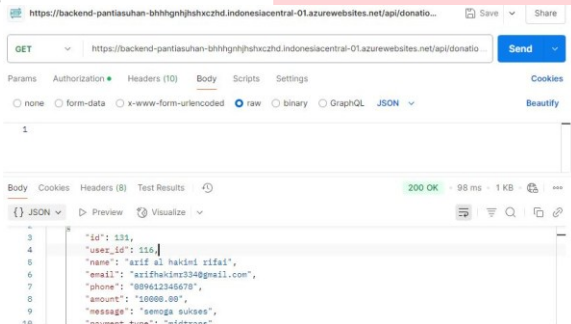 https://backend-pantiasuhan-bhhhgnhjhshxczhd.indonesiacentral-01.azurewebsites.net/api/donatio... Save Share
GET https://backend-pantiasuhan-bhhhgnhjhshxczhd.indonesiacentral-01.azurewebsites.net/api/donatio... Send
Params Authorization Headers (10) Body Scripts Settings Cookies
none form-data x-www-form-urlencoded raw binary GraphQL JSON Beautify
1
Body Cookies Headers (8) Test Results 200 OK 98 ms 1 KB
{} JSON Preview Visualize
3 "id": 131,
4 "user_id": 116,
5 "name": "arif al hakimi rifai",
6 "email": "arifhakimr334@gmail.com",
7 "phone": "089612345678",
8 "amount": "10000.00",
9 "message": "semoga sukses",
10 "payment_type": "midtrans",